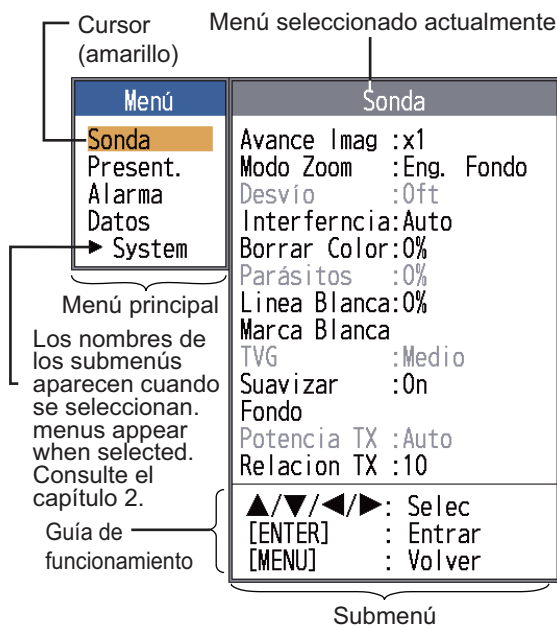 Cursor
(amarillo)
Menú seleccionado actualmente
Menú
Sonda
Present.
Alarma
Datos
System
Menú principal
Los nombres de
los submenús
aparecen cuando
se seleccionan.
menus appear
when selected.
Consulte el
capítulo 2.
Guía de
funcionamiento
Sonda
Avance Imag :x1
Modo Zoom :Eng. Fondo
Desvío :0ft
Interferncia:Auto
Borrar Color:0%
Parásitos :0%
Linea Blanca:0%
Marca Blanca
TVG :Medio
Suavizar :On
Fondo
Potencia TX :Auto
Relacion TX :10
▲/▼/◀/▶: Selec
[ENTER] : Entrar
[MENU] : Volver
Submenú